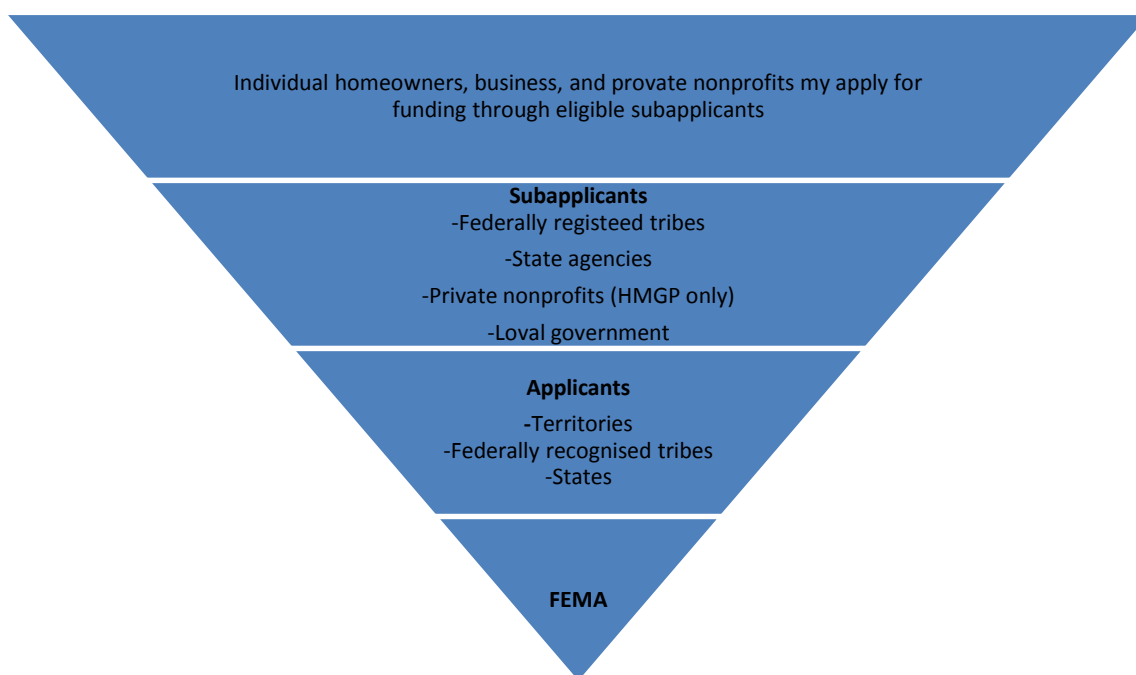 Individual homeowners, business, and provate nonprofits my apply for
funding through eligible subapplicants
Subapplicants
-Federally registeed tribes
-State agencies
-Private nonprofits (HMGP only)
-Loval government
Applicants
-Territories
-Federally recognised tribes
-States
FEMA